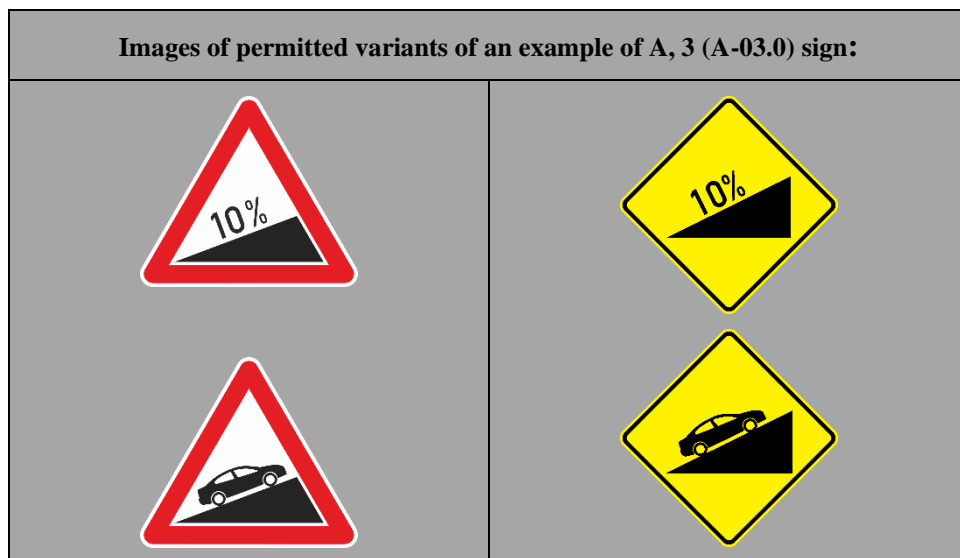 Images of permitted variants of an example of A, 3 (A-03.0) sign:
10%
10%